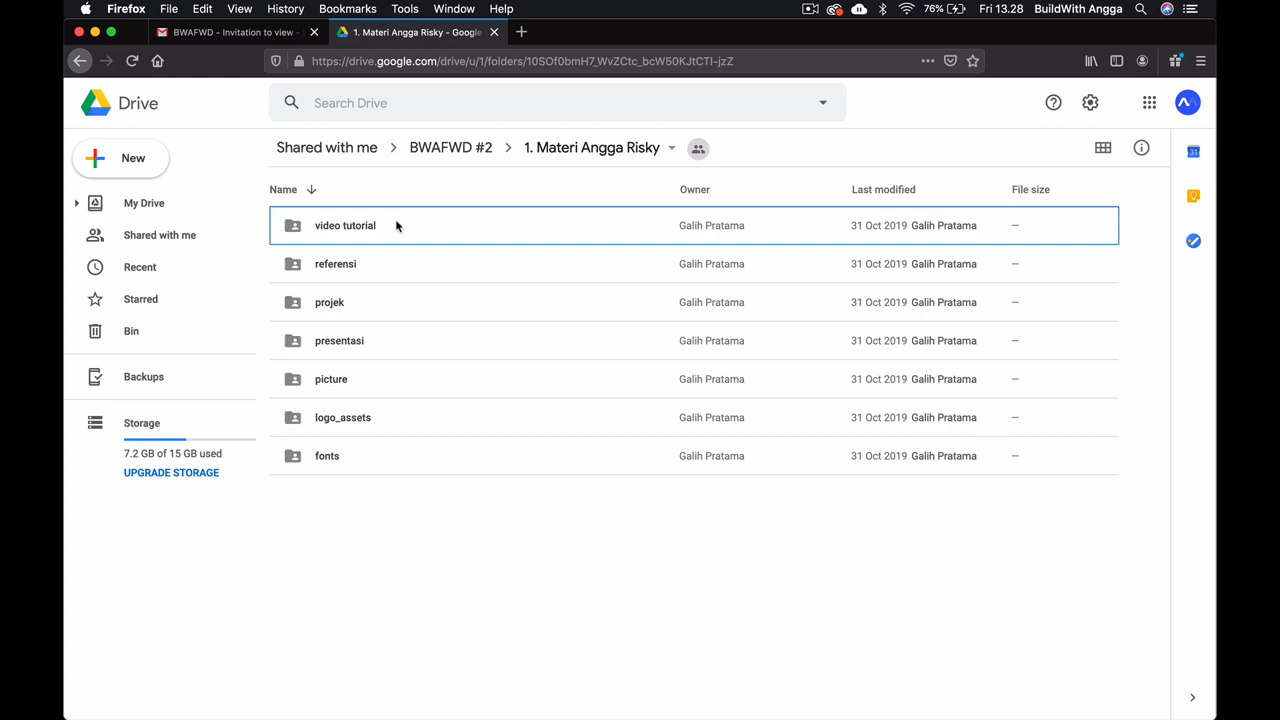 Firefox File Edit View History Bookmarks Tools Window Help 76% Fri 13.28 BuildWith Angga
BWAFWD - Invitation to view - 1. Materi Angga Risky - Google
https://drive.google.com/drive/u/1/folders/10SOf0bmH7_WvZCtc_bcW50KJtCTI-jzZ
Drive Search Drive
New
Shared with me BWAFWD #2 1. Materi Angga Risky
Name Owner Last modified File size
My Drive
Shared with me
Recent
Starred
Bin
Backups
Storage
7.2 GB of 15 GB used
UPGRADE STORAGE
video tutorial Galih Pratama 31 Oct 2019 Galih Pratama —
referensi Galih Pratama 31 Oct 2019 Galih Pratama —
projek Galih Pratama 31 Oct 2019 Galih Pratama —
presentasi Galih Pratama 31 Oct 2019 Galih Pratama —
picture Galih Pratama 31 Oct 2019 Galih Pratama —
logo_assets Galih Pratama 31 Oct 2019 Galih Pratama —
fonts Galih Pratama 31 Oct 2019 Galih Pratama —
31